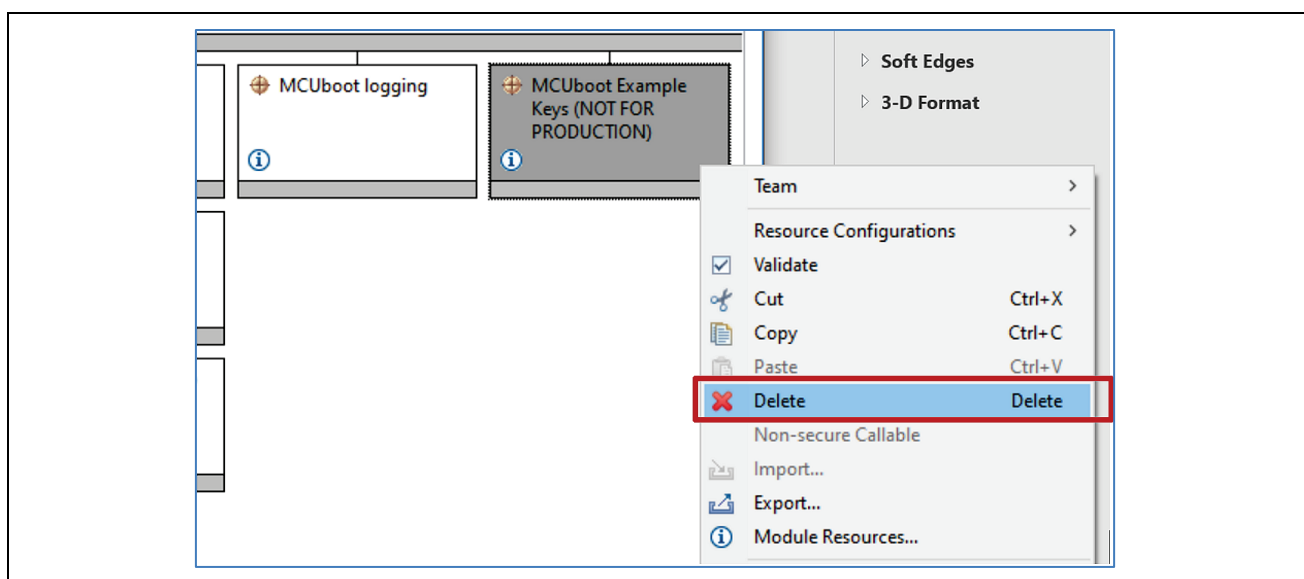 MCUboot logging
MCUboot Example
Keys (NOT FOR
PRODUCTION)
Soft Edges
3-D Format
Team
Resource Configurations
Validate
Cut Ctrl+X
Copy Ctrl+C
Paste Ctrl+V
Delete Delete
Non-secure Callable
Import...
Export...
Module Resources...